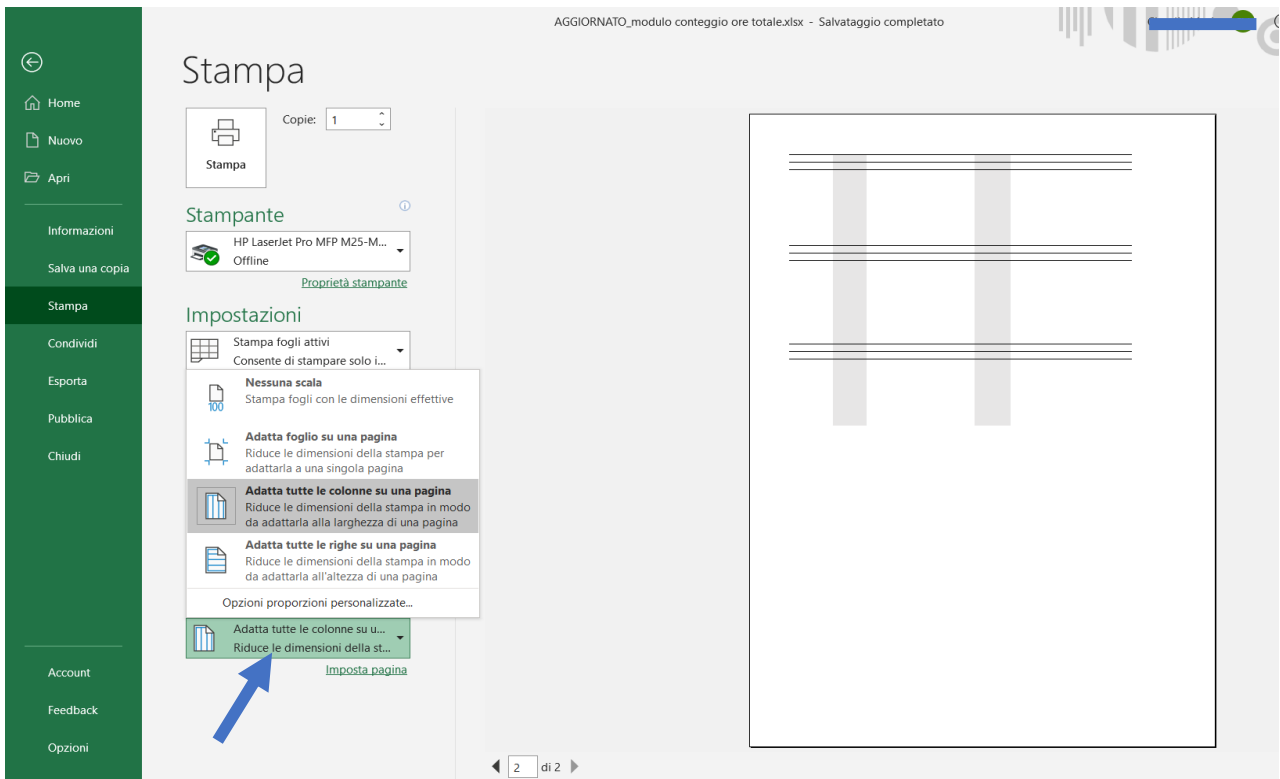 AGGIORNATO_modulo conteggio ore totale.xlsx - Salvataggio completato
Stampa
Home
Nuovo
Apri
Informazioni
Salva una copia
Stampa
Condividi
Esporta
Pubblica
Chiudi
Account
Feedback
Opzioni
Copie: 1
Stampa
Stampante
HP LaserJet Pro MFP M25-M...
Offline
Proprietà stampante
Impostazioni
Stampa fogli attivi
Consente di stampare solo i...
Nessuna scala
100
Stampa fogli con le dimensioni effettive
Adatta foglio su una pagina
Riduce le dimensioni della stampa per
adattarla a una singola pagina
Adatta tutte le colonne su una pagina
Riduce le dimensioni della stampa in modo
da adattarla alla larghezza di una pagina
Adatta tutte le righe su una pagina
Riduce le dimensioni della stampa in modo
da adattarla all'altezza di una pagina
Opzioni proporzioni personalizzate...
Adatta tutte le colonne su u...
Riduce le dimensioni della st...
Imposta pagina
2 di 2